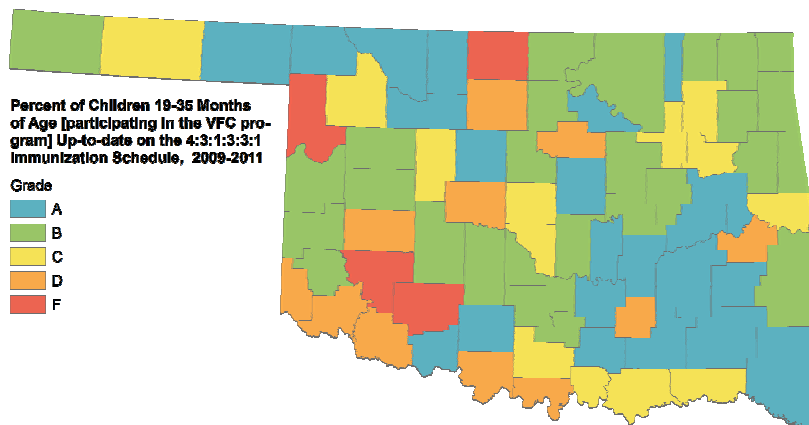 Percent of Children 19-35 Months
of Age [participating in the VFC pro-
gram] Up-to-date on the 4:3:1:3:3:1
Immunization Schedule, 2009-2011
Grade
A
B
C
D
F